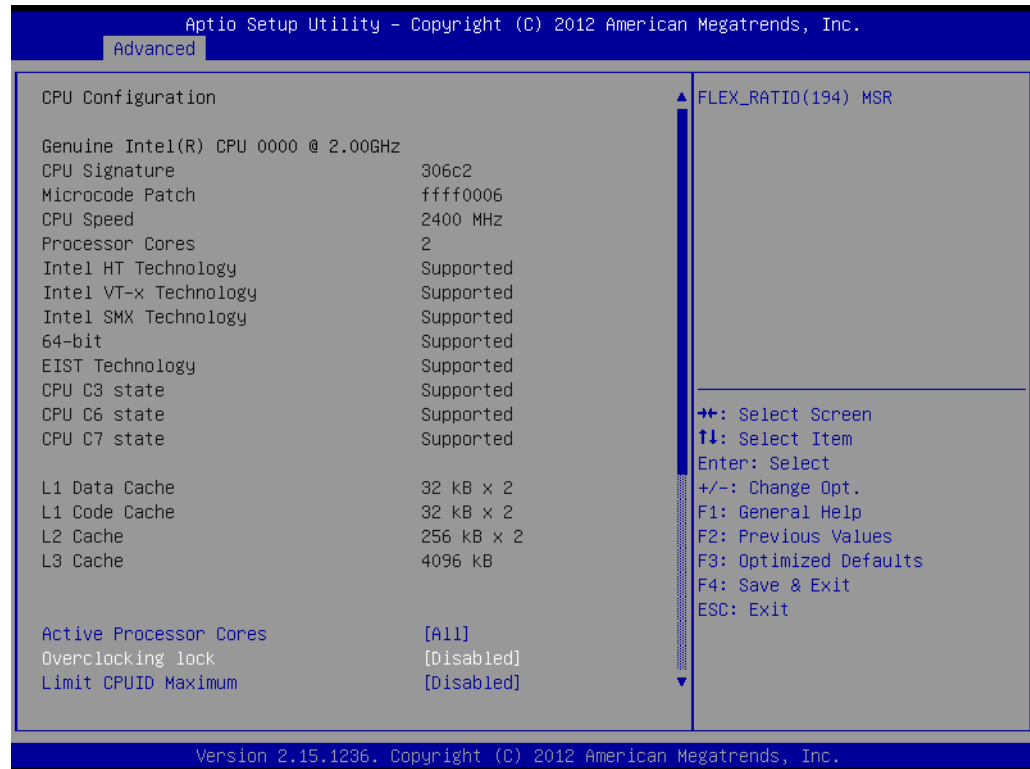 Aptio Setup Utility – Copyright (C) 2012 American Megatrends, Inc.
Advanced
CPU Configuration
Genuine Intel(R) CPU 0000 @ 2.00GHz
CPU Signature 306c2
Microcode Patch ffff0006
CPU Speed 2400 MHz
Processor Cores 2
Intel HT Technology Supported
Intel VT-x Technology Supported
Intel SMX Technology Supported
64-bit Supported
EIST Technology Supported
CPU C3 state Supported
CPU C6 state Supported
CPU C7 state Supported
L1 Data Cache 32 kB x 2
L1 Code Cache 32 kB x 2
L2 Cache 256 kB x 2
L3 Cache 4096 kB
Active Processor Cores [All]
Overclocking lock [Disabled]
Limit CPUID Maximum [Disabled]
FLEX_RATIO(194) MSR
→←: Select Screen
↑↓: Select Item
Enter: Select
+/-: Change Opt.
F1: General Help
F2: Previous Values
F3: Optimized Defaults
F4: Save & Exit
ESC: Exit
Version 2.15.1236. Copyright (C) 2012 American Megatrends, Inc.